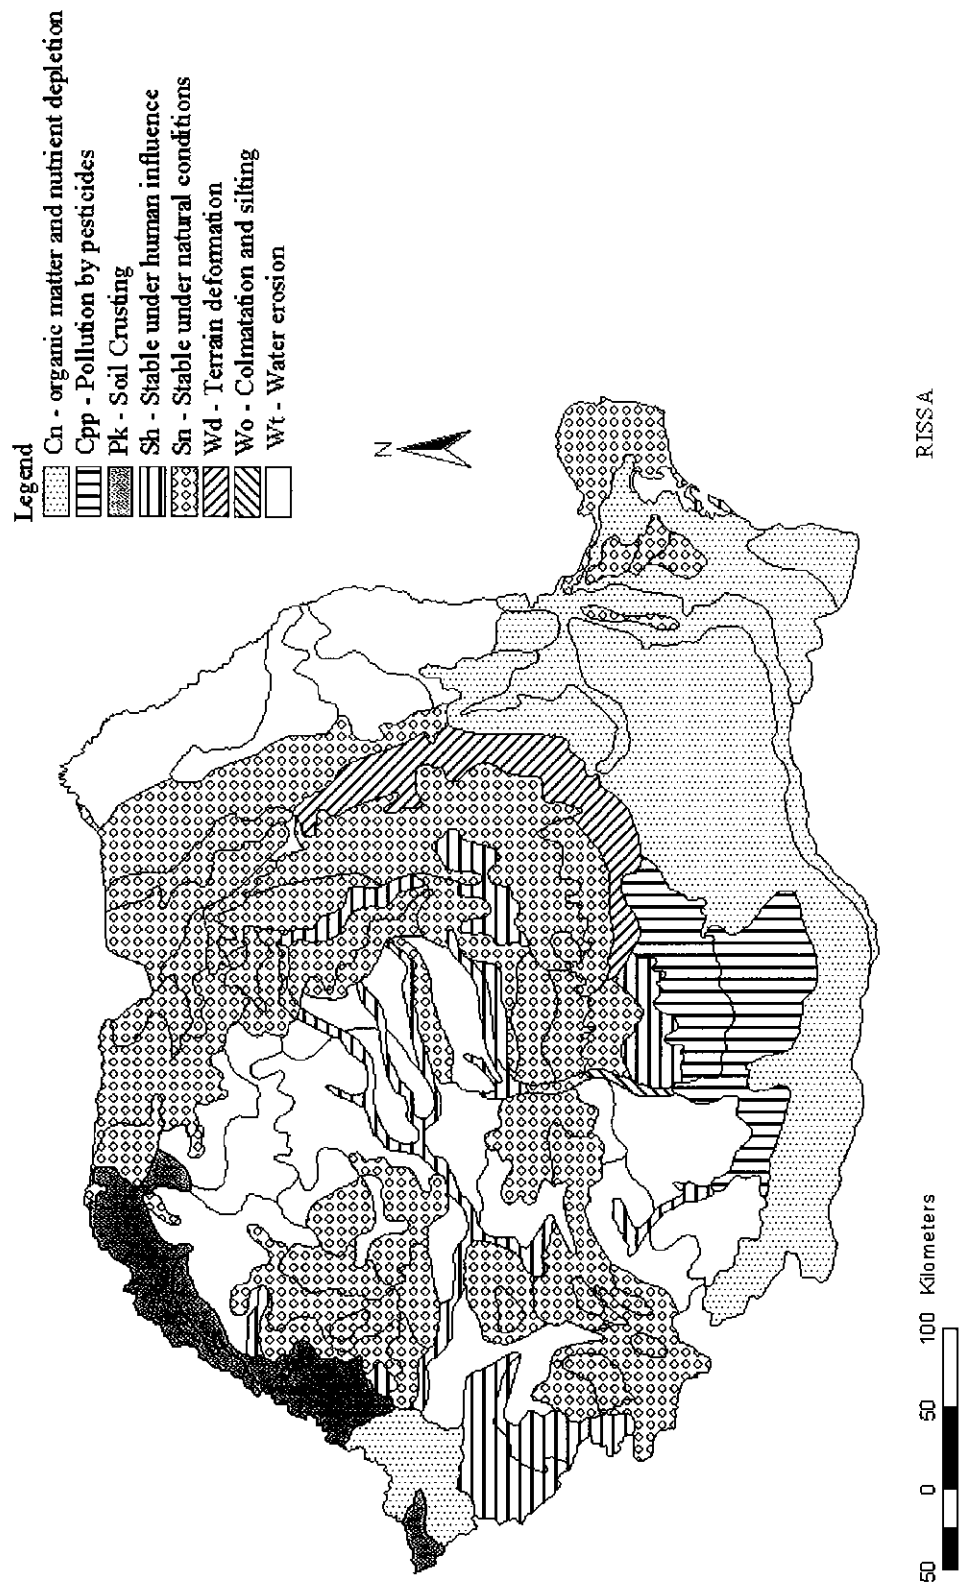 Legend
Cn - organic matter and nutrient depletion
Cpp - Pollution by pesticides
Pk - Soil Crusting
Sh - Stable under human influence
Sn - Stable under natural conditions
Wd - Terrain deformation
Wo - Colmatation and silting
Wt - Water erosion
N
50 0 50 100 Kilometers
RISSA